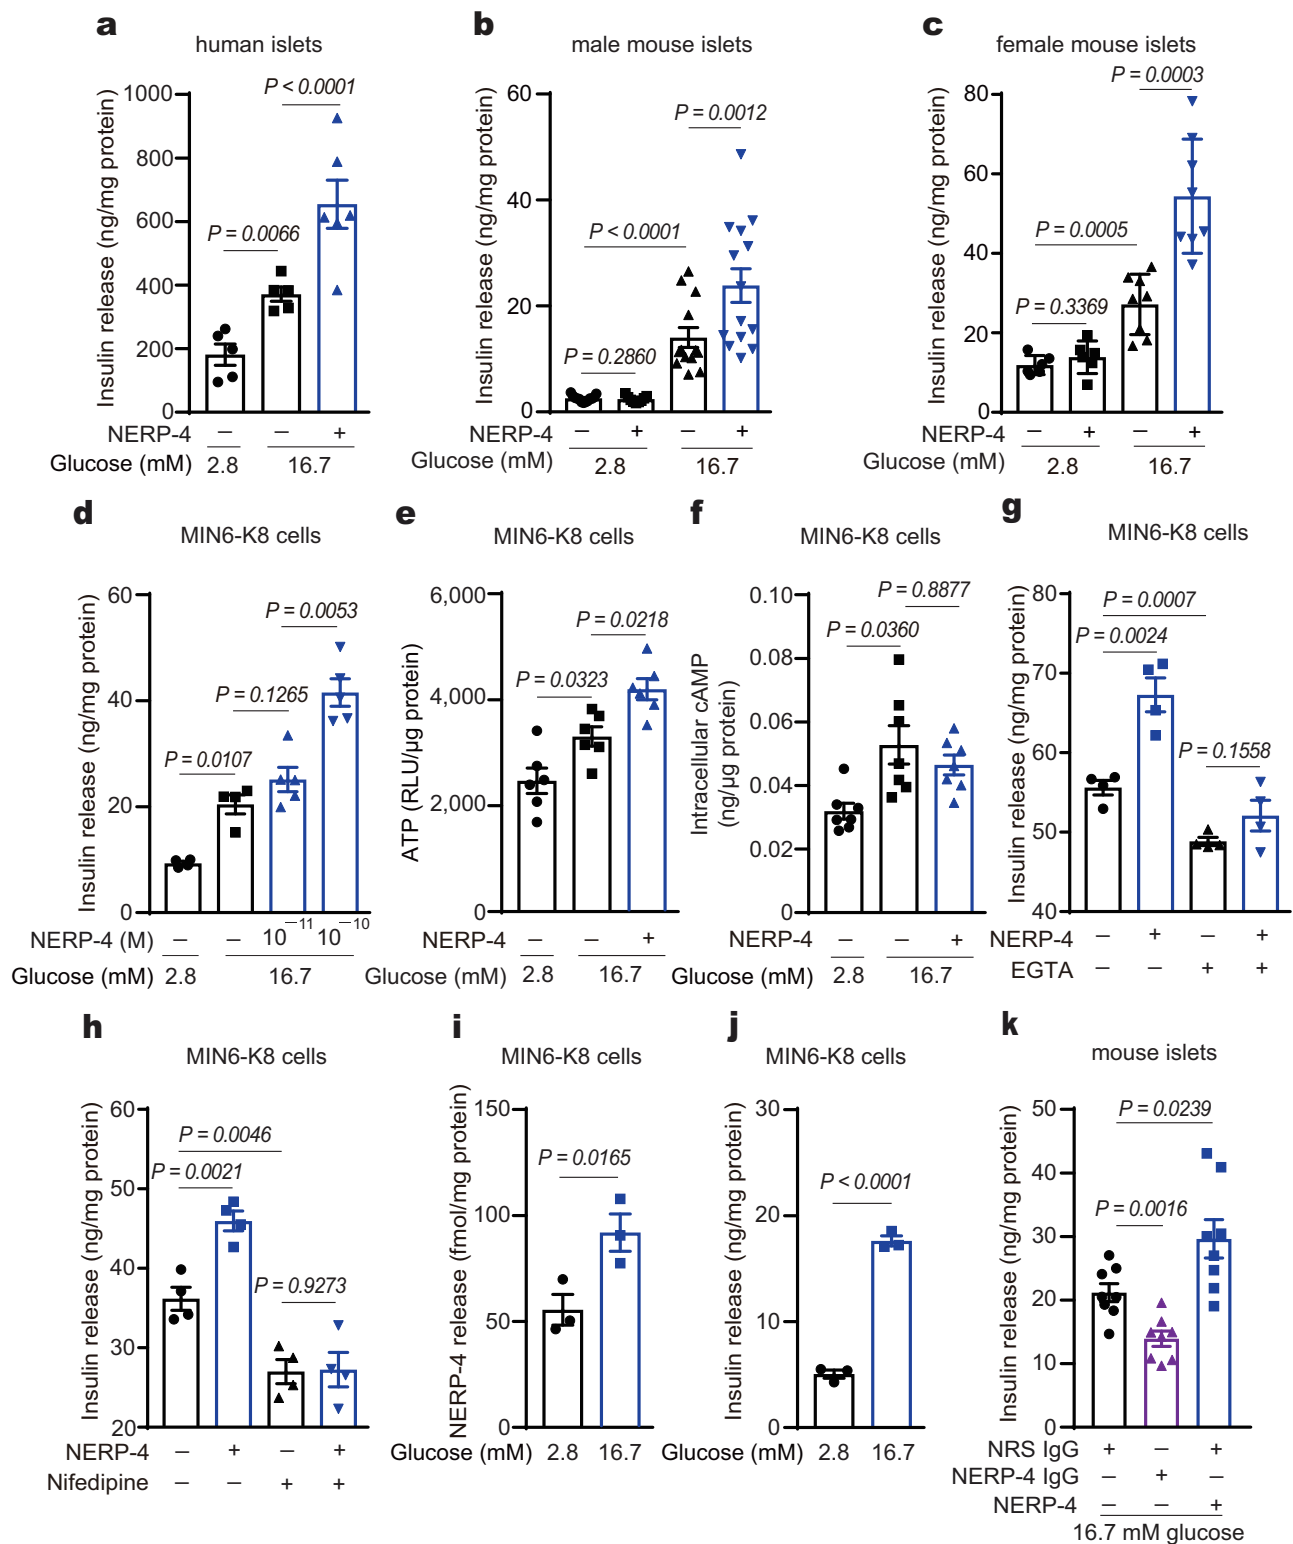 a
human islets
P < 0.0001
P = 0.0066
Insulin release (ng/mg protein)
1000
800
600
400
200
0
NERP-4 – – +
Glucose (mM) 2.8 16.7
b
male mouse islets
P = 0.0012
P < 0.0001
P = 0.2860
Insulin release (ng/mg protein)
60
40
20
0
NERP-4 – + – +
Glucose (mM) 2.8 16.7
c
female mouse islets
P = 0.0003
P = 0.0005
P = 0.3369
Insulin release (ng/mg protein)
80
60
40
20
0
NERP-4 – + – +
Glucose (mM) 2.8 16.7
d
MIN6-K8 cells
P = 0.0053
P = 0.1265
P = 0.0107
Insulin release (ng/mg protein)
60
40
20
0
NERP-4 (M) – – 10⁻¹¹ 10⁻¹⁰
Glucose (mM) 2.8 16.7
e
MIN6-K8 cells
P = 0.0218
P = 0.0323
ATP (RLU/µg protein)
6,000
4,000
2,000
0
NERP-4 – – +
Glucose (mM) 2.8 16.7
f
MIN6-K8 cells
P = 0.8877
P = 0.0360
Intracellular cAMP
(ng/µg protein)
0.10
0.08
0.06
0.04
0.02
0
NERP-4 – – +
Glucose (mM) 2.8 16.7
g
MIN6-K8 cells
P = 0.0007
P = 0.0024
P = 0.1558
Insulin release (ng/mg protein)
80
70
60
50
40
NERP-4 – + – +
EGTA – – + +
h
MIN6-K8 cells
P = 0.0046
P = 0.0021
P = 0.9273
Insulin release (ng/mg protein)
60
50
40
30
20
NERP-4 – + – +
Nifedipine – – + +
i
MIN6-K8 cells
P = 0.0165
NERP-4 release (fmol/mg protein)
150
100
50
0
Glucose (mM) 2.8 16.7
j
MIN6-K8 cells
P < 0.0001
Insulin release (ng/mg protein)
30
20
10
0
Glucose (mM) 2.8 16.7
k
mouse islets
P = 0.0239
P = 0.0016
Insulin release (ng/mg protein)
50
40
30
20
10
0
NRS IgG + – +
NERP-4 IgG – + –
NERP-4 – – +
16.7 mM glucose